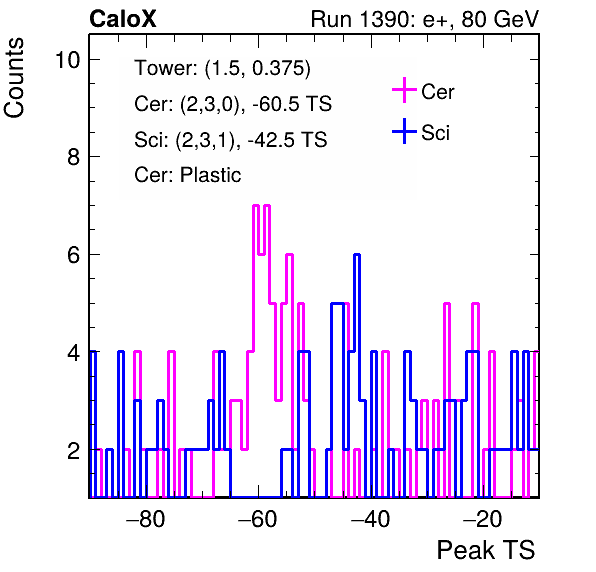 CaloX Run 1390: e+, 80 GeV
Counts
Tower: (1.5, 0.375)
Cer: (2,3,0), -60.5 TS
Sci: (2,3,1), -42.5 TS
Cer: Plastic
Cer
Sci
10
8
6
4
2
−80 −60 −40 −20
Peak TS